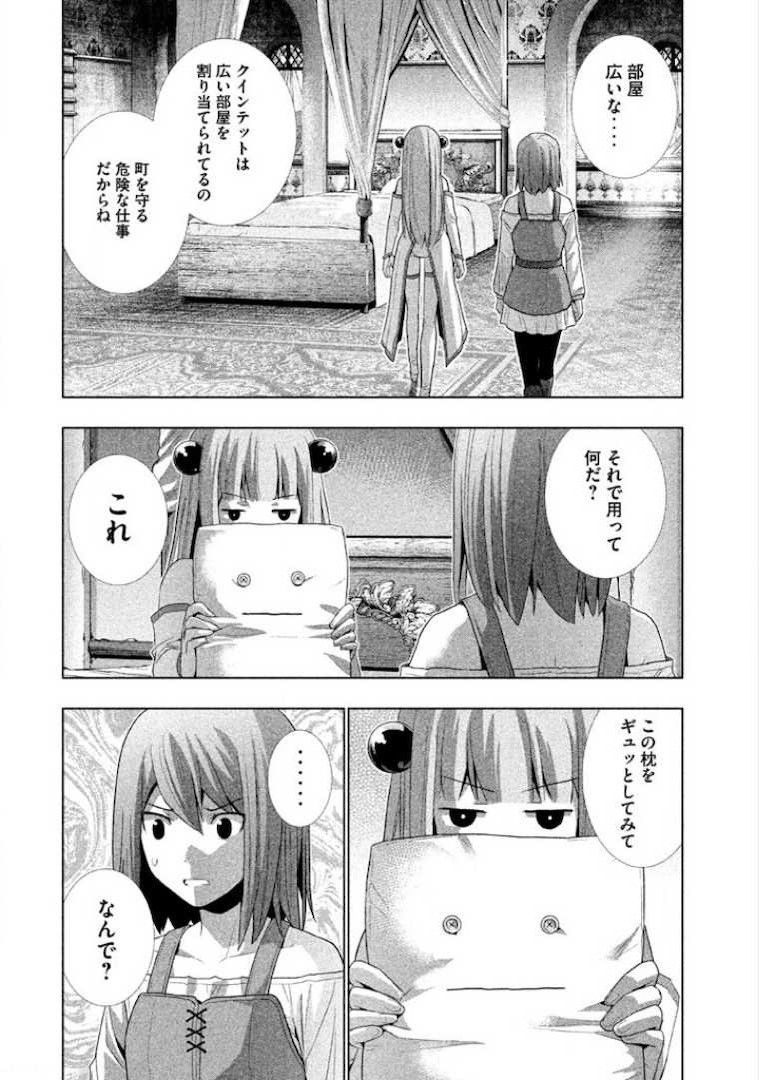 部屋
広いな‥‥
クインテットは
広い部屋を
割り当てられてるの
町を守る
危険な仕事
だからね
それで用って
何だ?
これ
この枕を
ギュッとしてみて
‥‥‥
なんで?